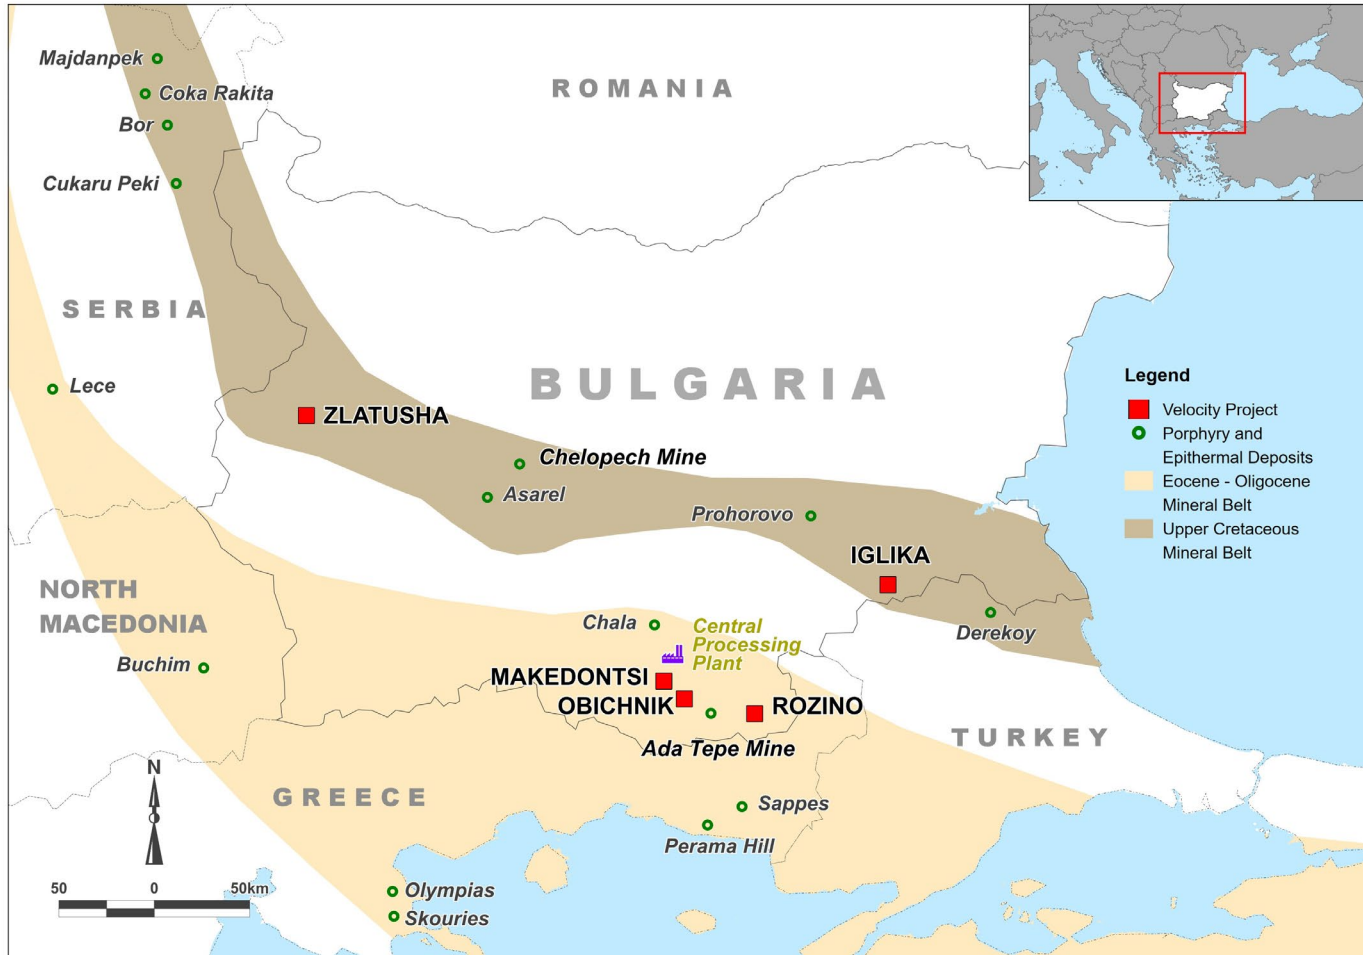 Majdanpek
Coka Rakita
Bor
Cukaru Peki
ROMANIA
SERBIA
Lece
BULGARIA
ZLATUSHA
Chelopech Mine
Asarel
Prohorovo
IGLIKA
Derekoy
Legend
Velocity Project
Porphyry and
Epithermal Deposits
Eocene - Oligocene
Mineral Belt
Upper Cretaceous
Mineral Belt
NORTH
MACEDONIA
Buchim
Chala
Central
Processing
Plant
MAKEDONTSI
OBICHNIK
ROZINO
Ada Tepe Mine
TURKEY
GREECE
Sappes
Perama Hill
Olympias
Skouries
N
50 0 50km